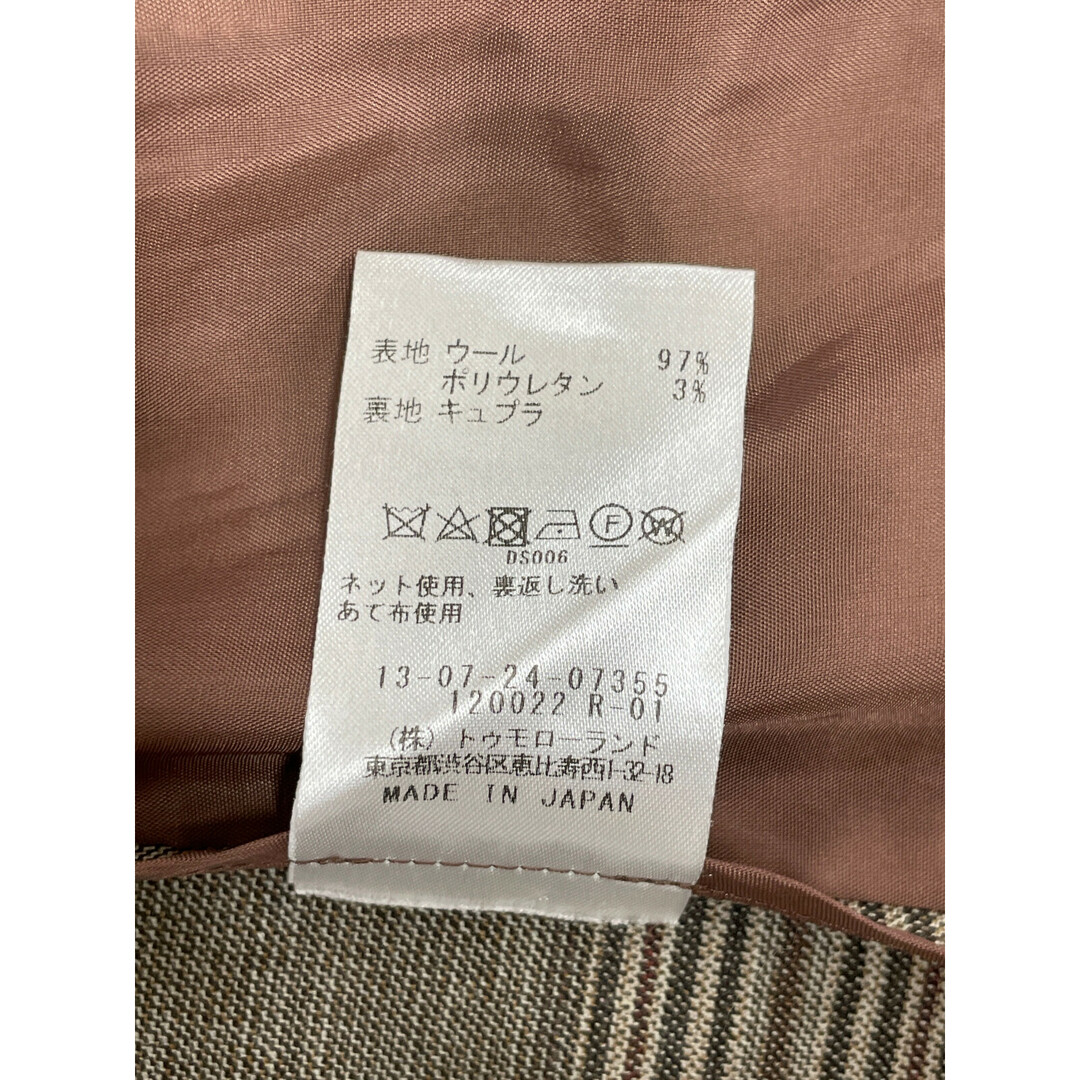 表地 ウール 97%
ポリウレタン 3%
裏地 キュプラ
F W
DS006
ネット使用、裏返し洗い
あて布使用
13-07-24-07355
120022 R-01
(株) トゥモローランド
東京都渋谷区恵比寿西1-32-18
MADE IN JAPAN